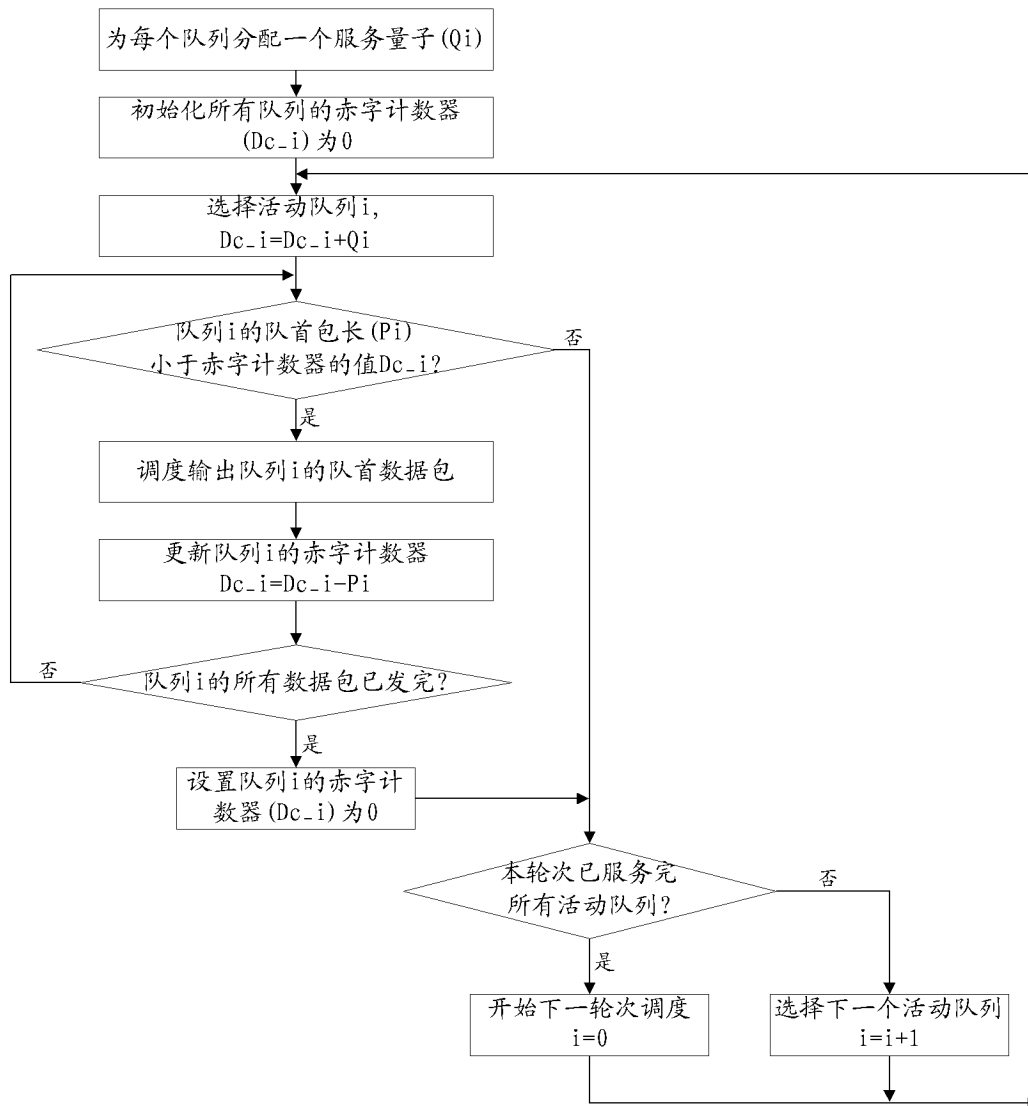 为每个队列分配一个服务量子(Qi)
初始化所有队列的赤字计数器
(Dc_i)为0
选择活动队列i,
Dc_i=Dc_i+Qi
队列i的队首包长(Pi)
小于赤字计数器的值Dc_i?
否
是
调度输出队列i的队首数据包
更新队列i的赤字计数器
Dc_i=Dc_i-Pi
否
队列i的所有数据包已发完?
是
设置队列i的赤字计
数器(Dc_i)为0
本轮次已服务完
所有活动队列?
否
是
开始下一轮次调度
i=0
选择下一个活动队列
i=i+1